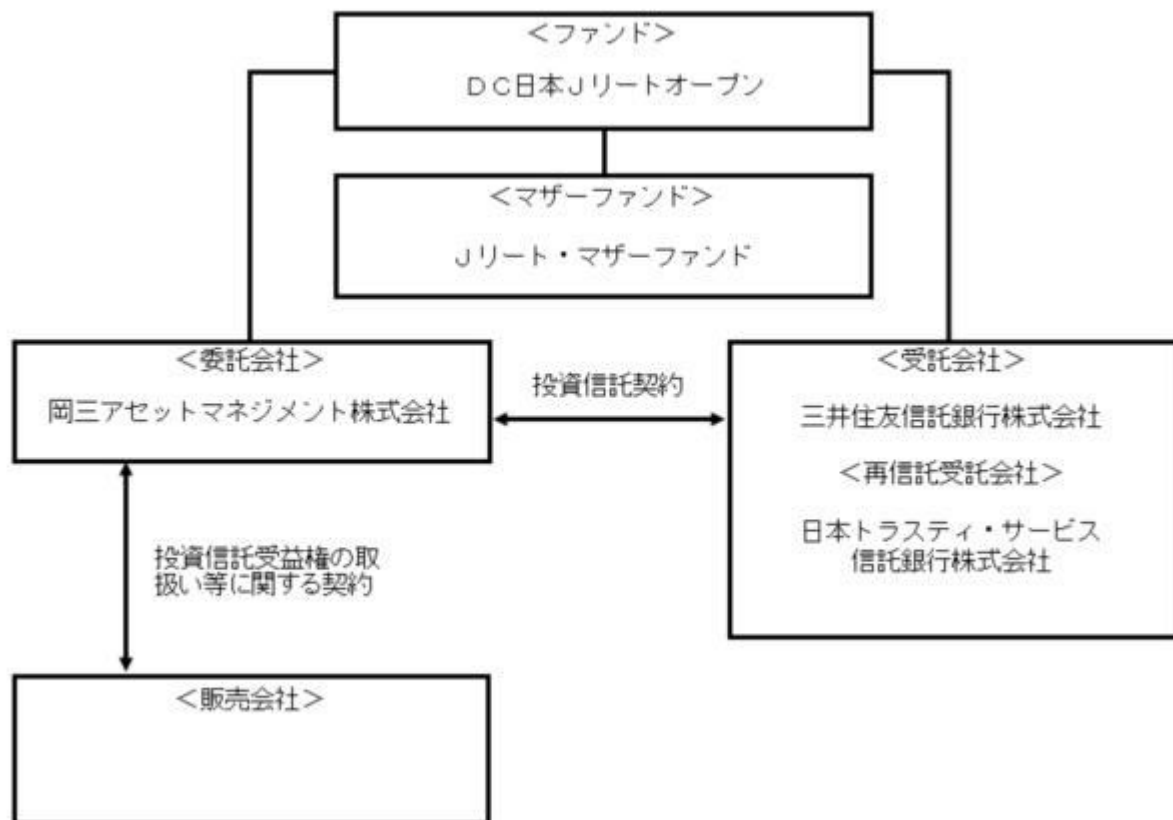 ＜ファンド＞
ＤＣ日本Ｊリートオープン
＜マザーファンド＞
Ｊリート・マザーファンド
＜委託会社＞
岡三アセットマネジメント株式会社
投資信託契約
＜受託会社＞
三井住友信託銀行株式会社
＜再信託受託会社＞
日本トラスティ・サービス
信託銀行株式会社
投資信託受益権の取
扱い等に関する契約
＜販売会社＞